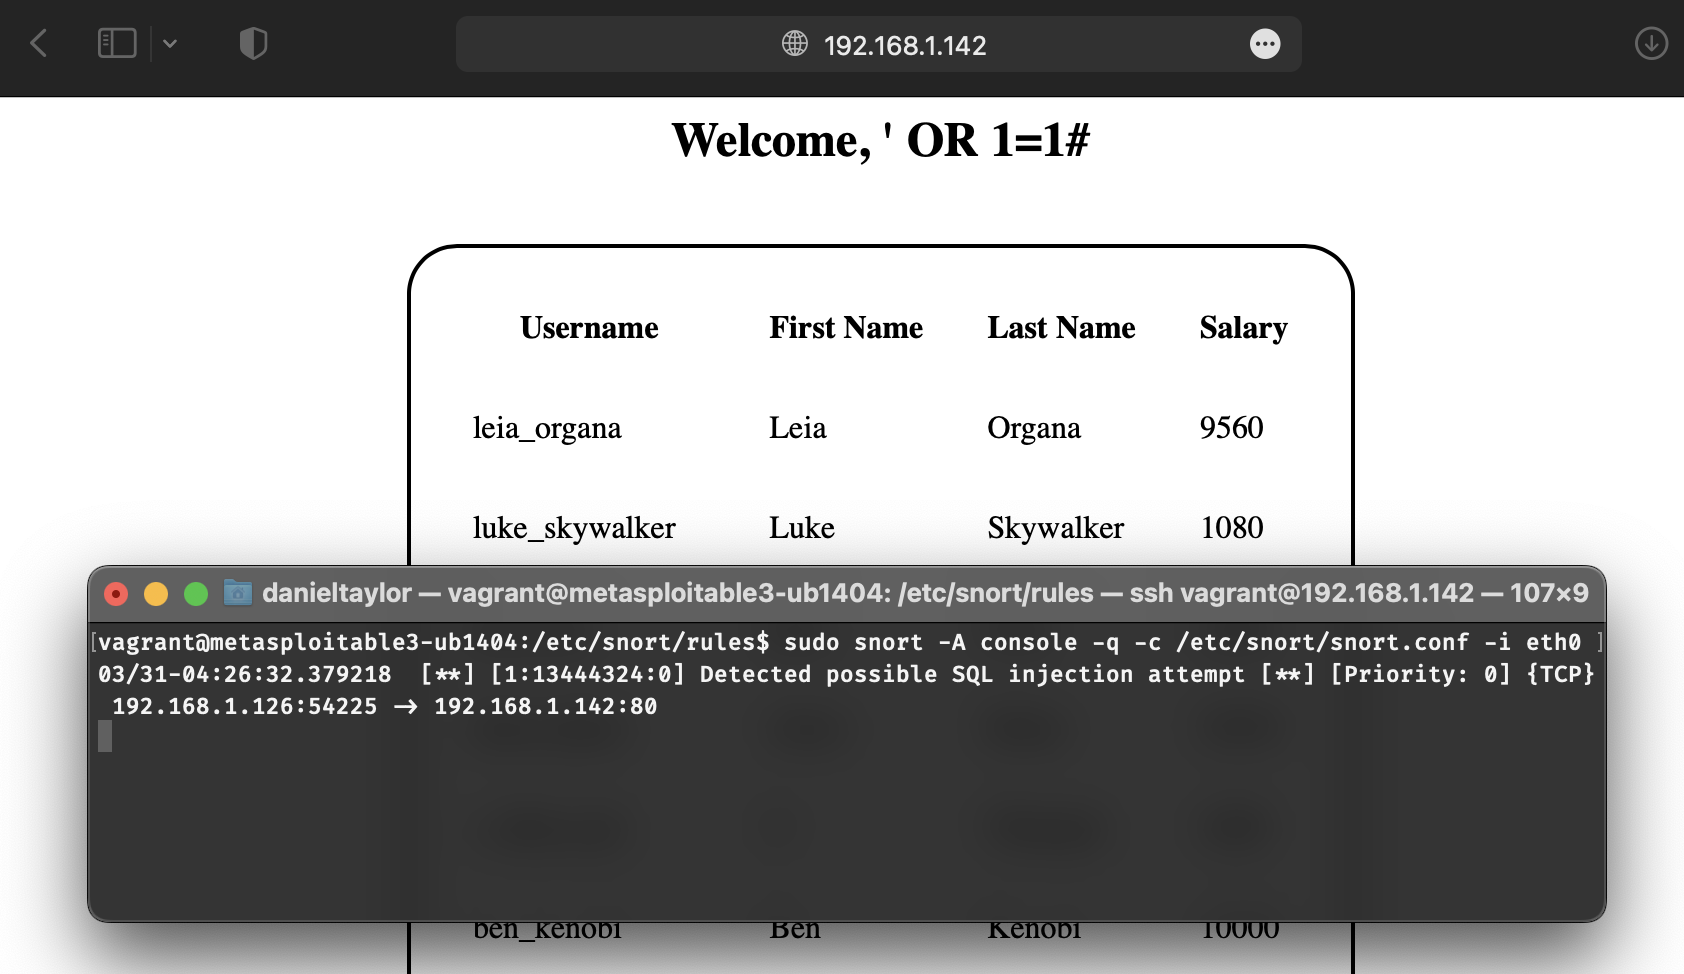 192.168.1.142
Welcome, ' OR 1=1#
Username First Name Last Name Salary
leia_organa Leia Organa 9560
luke_skywalker Luke Skywalker 1080
danieltaylor — vagrant@metasploitable3-ub1404: /etc/snort/rules — ssh vagrant@192.168.1.142 — 107×9
[vagrant@metasploitable3-ub1404:/etc/snort/rules$ sudo snort -A console -q -c /etc/snort/snort.conf -i eth0 ]
03/31-04:26:32.379218 [**] [1:13444324:0] Detected possible SQL injection attempt [**] [Priority: 0] {TCP}
192.168.1.126:54225 -> 192.168.1.142:80
ben_kenobi Ben Kenobi 10000